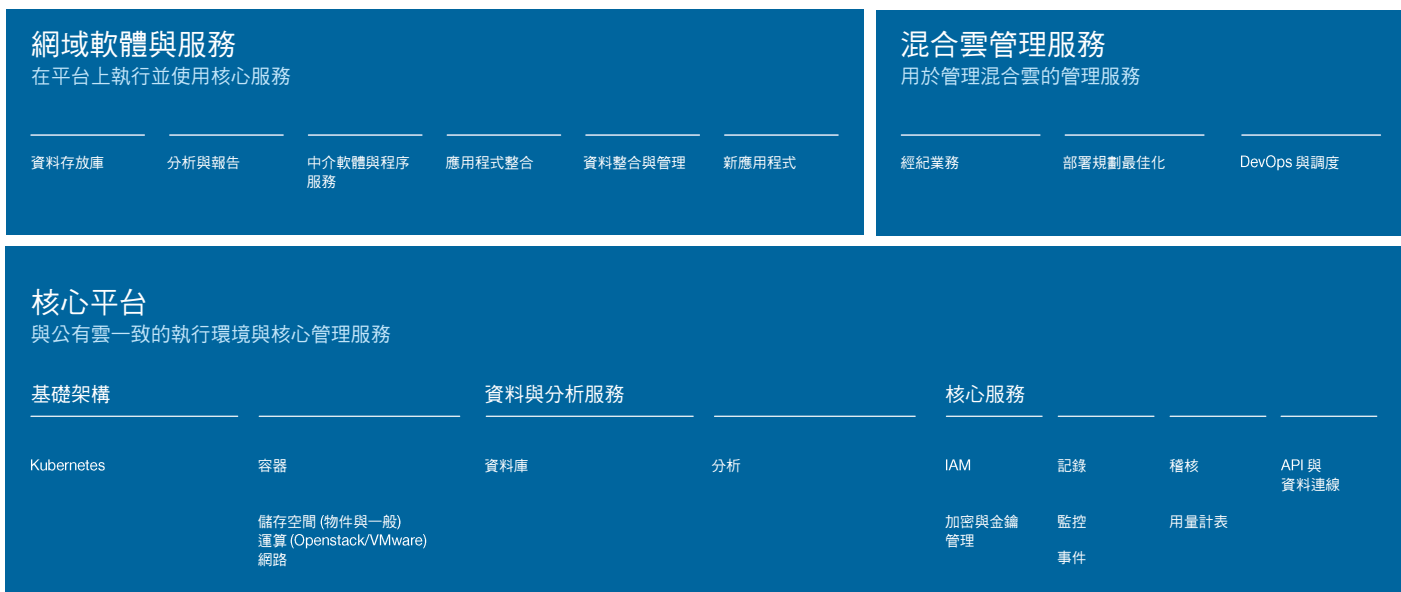 網域軟體與服務
在平台上執行並使用核心服務
資料存放庫
分析與報告
中介軟體與程序
服務
應用程式整合
資料整合與管理
新應用程式
混合雲管理服務
用於管理混合雲的管理服務
經紀業務
部署規劃最佳化
DevOps 與調度
核心平台
與公有雲一致的執行環境與核心管理服務
基礎架構
Kubernetes
容器
儲存空間 (物件與一般)
運算 (Openstack/VMware)
網路
資料與分析服務
資料庫
分析
核心服務
IAM
記錄
稽核
API 與
資料連線
加密與金鑰
管理
監控
用量計表
事件